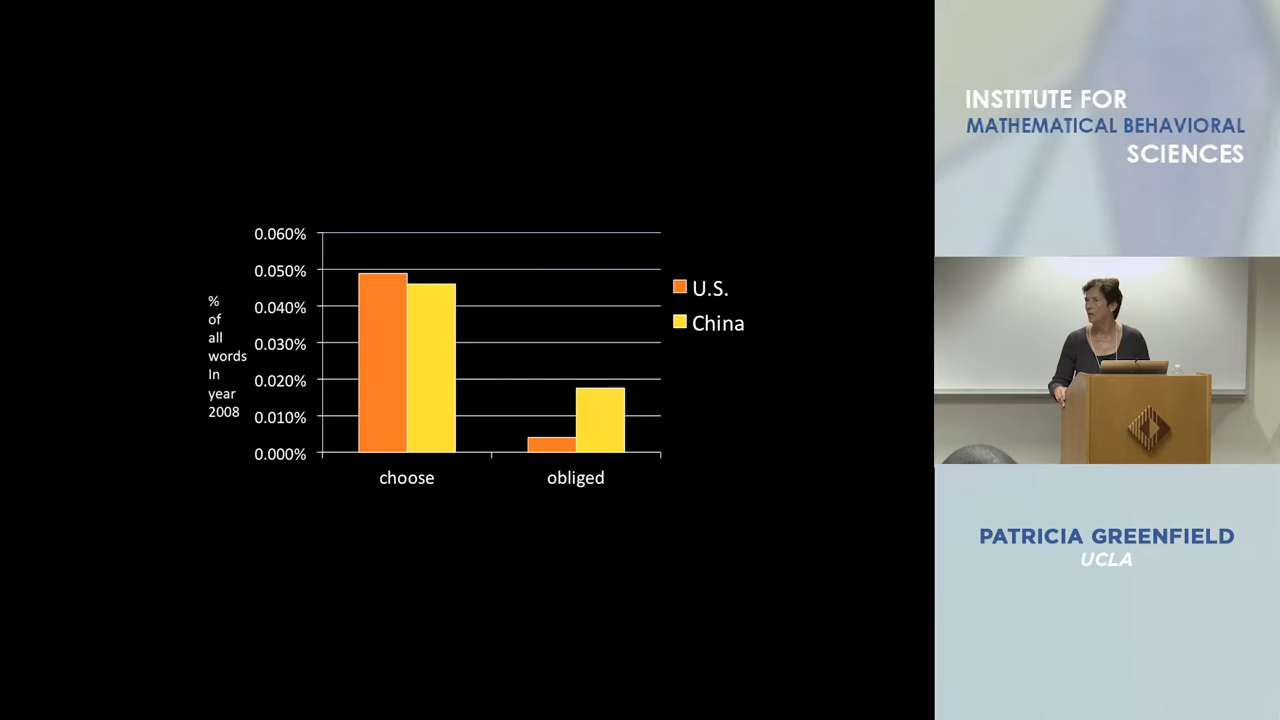 0.060%
0.050%
0.040%
0.030%
0.020%
0.010%
0.000%
%
of
all
words
In
year
2008
choose
obliged
U.S.
China
INSTITUTE FOR
MATHEMATICAL BEHAVIORAL
SCIENCES
PATRICIA GREENFIELD
UCLA